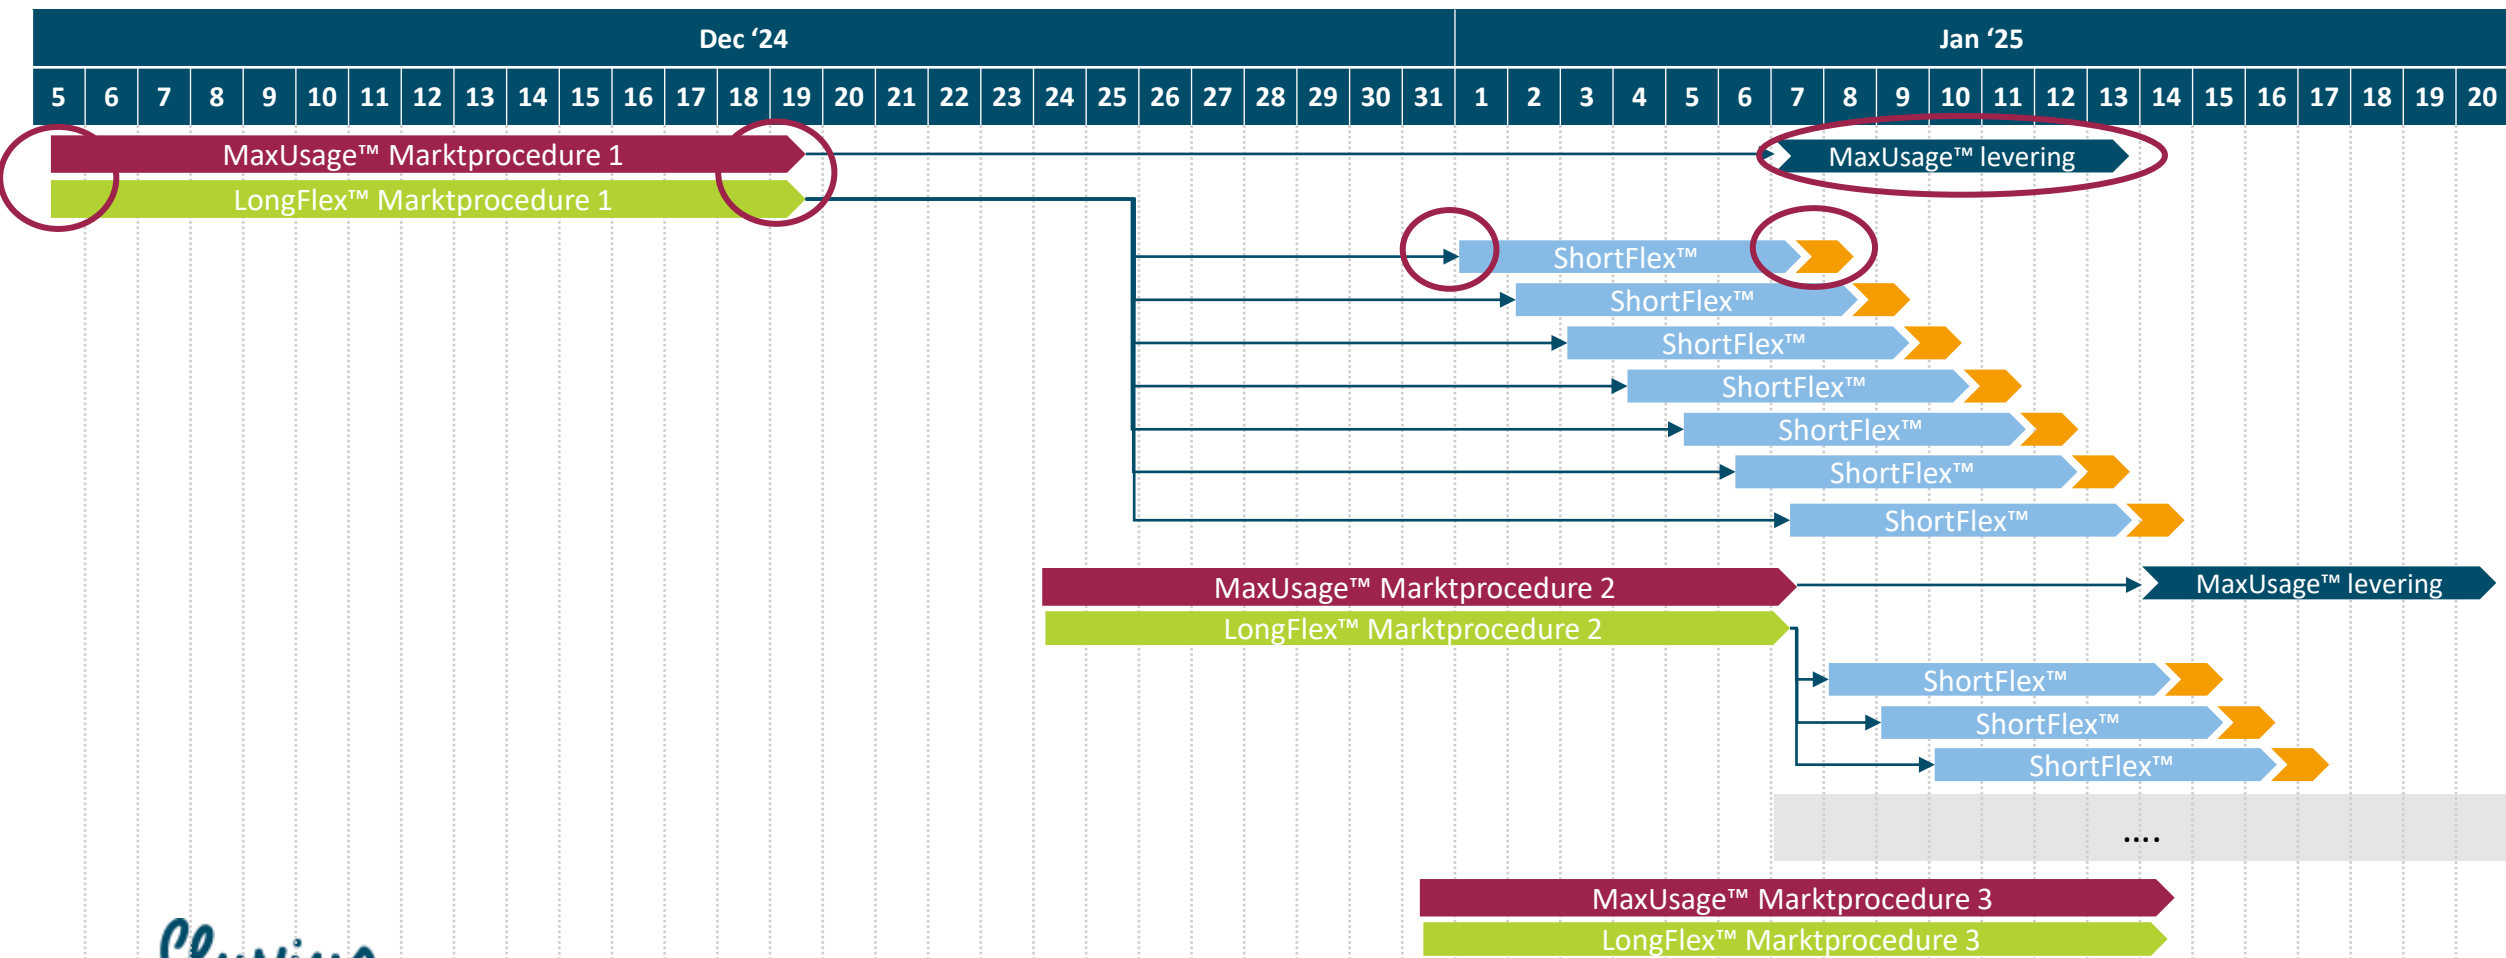 Dec ‘24 Jan ‘25
5 6 7 8 9 10 11 12 13 14 15 16 17 18 19 20 21 22 23 24 25 26 27 28 29 30 31 1 2 3 4 5 6 7 8 9 10 11 12 13 14 15 16 17 18 19 20
MaxUsage™ Marktprocedure 1 MaxUsage™ levering
LongFlex™ Marktprocedure 1
ShortFlex™
ShortFlex™
ShortFlex™
ShortFlex™
ShortFlex™
ShortFlex™
ShortFlex™
MaxUsage™ Marktprocedure 2 MaxUsage™ levering
LongFlex™ Marktprocedure 2
ShortFlex™
ShortFlex™
ShortFlex™
....
MaxUsage™ Marktprocedure 3
LongFlex™ Marktprocedure 3